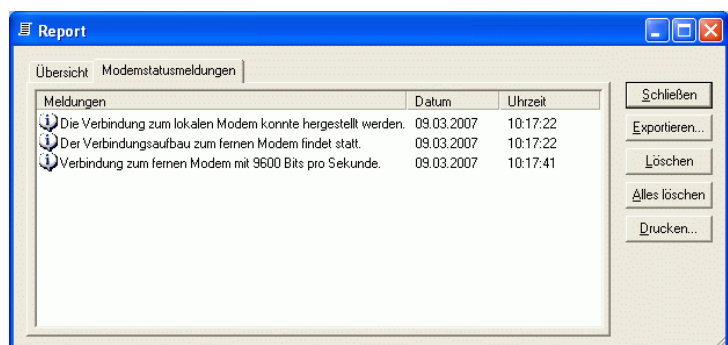 Report
Übersicht Modemstatusmeldungen
Meldungen Datum Uhrzeit
Die Verbindung zum lokalen Modem konnte hergestellt werden. 09.03.2007 10:17:22
Der Verbindungsaufbau zum fernen Modem findet statt. 09.03.2007 10:17:22
Verbindung zum fernen Modem mit 9600 Bits pro Sekunde. 09.03.2007 10:17:41
Schließen
Exportieren...
Löschen
Alles löschen
Drucken...